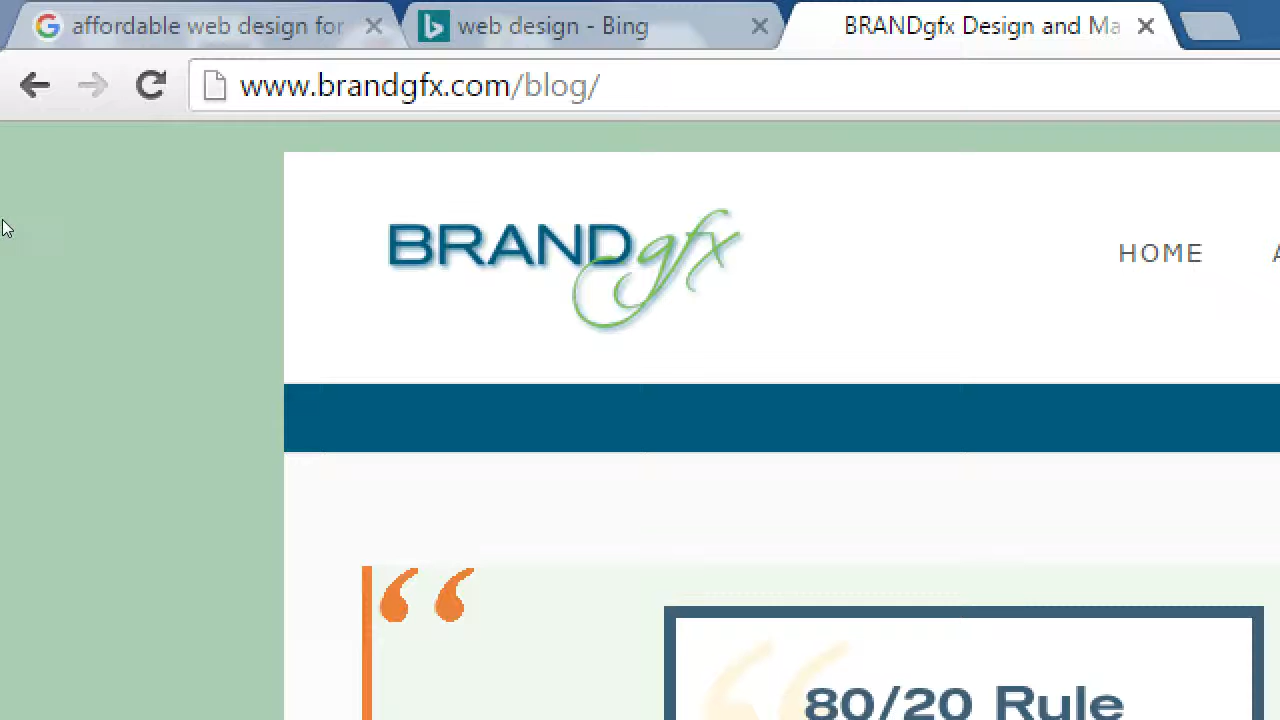 affordable web design for
web design - Bing
BRANDgfx Design and Ma
www.brandgfx.com/blog/
BRANDgfx
HOME
80/20 Rule